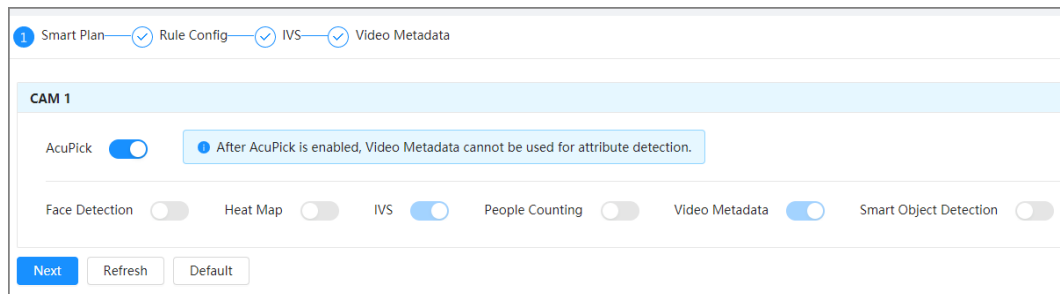 1 Smart Plan Rule Config IVS Video Metadata
CAM 1
AcuPick After AcuPick is enabled, Video Metadata cannot be used for attribute detection.
Face Detection Heat Map IVS People Counting Video Metadata Smart Object Detection
Next Refresh Default